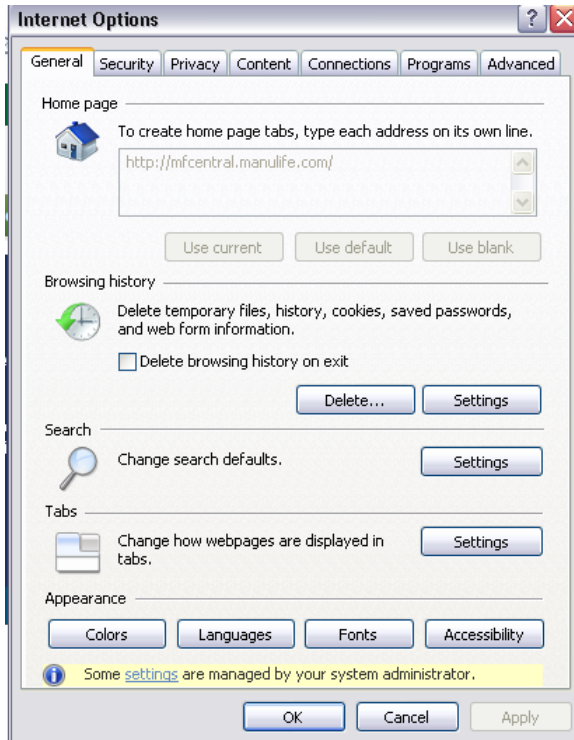 Internet Options
General Security Privacy Content Connections Programs Advanced
Home page
To create home page tabs, type each address on its own line.
http://mfcentral.manulife.com/
Use current Use default Use blank
Browsing history
Delete temporary files, history, cookies, saved passwords,
and web form information.
Delete browsing history on exit
Delete... Settings
Search
Change search defaults. Settings
Tabs
Change how webpages are displayed in Settings
tabs.
Appearance
Colors Languages Fonts Accessibility
Some settings are managed by your system administrator.
OK Cancel Apply